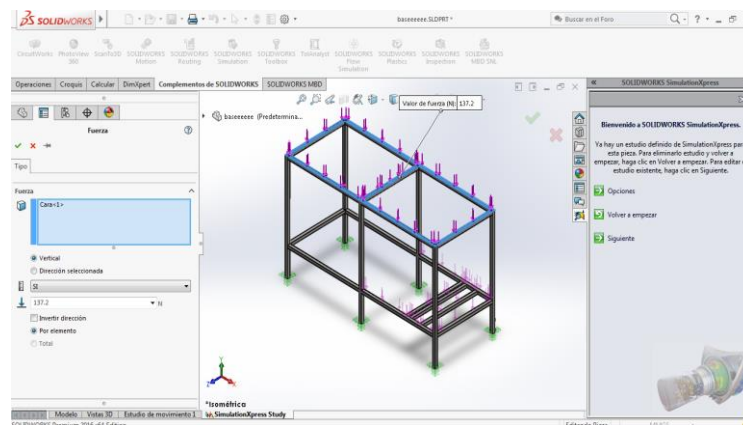 SOLIDWORKS
baseeeeee.SLDPRT *
Buscar en el Foro
CircuitWorks PhotoView 360 ScanTo3D SOLIDWORKS Motion SOLIDWORKS Routing SOLIDWORKS Simulation SOLIDWORKS Toolbox TolAnalyst SOLIDWORKS Flow Simulation SOLIDWORKS Plastics SOLIDWORKS Inspection SOLIDWORKS MBD SNL
Operaciones Croquis Calcular DimXpert Complementos de SOLIDWORKS SOLIDWORKS MBD
SOLIDWORKS SimulationXpress
Valor de fuerza (N): 137.2
baseeeeee (Predetermina...
Fuerza
Tipo
Fuerza
Cara<1>
Vertical
Dirección seleccionada
SI
137.2 N
Invertir dirección
Por elemento
Total
Bienvenido a SOLIDWORKS SimulationXpress.
Ya hay un estudio definido de SimulationXpress par
esta pieza. Para eliminarlo estudio y volver a
empezar, haga clic en Volver a empezar. Para editar
estudio existente, haga clic en Siguiente.
Opciones
Volver a empezar
Siguiente
*Isométrica
Modelo Vistas 3D Estudio de movimiento 1 SimulationXpress Study
SOLIDWORKS Premium 2016 x64 Edition
Editando Pieza